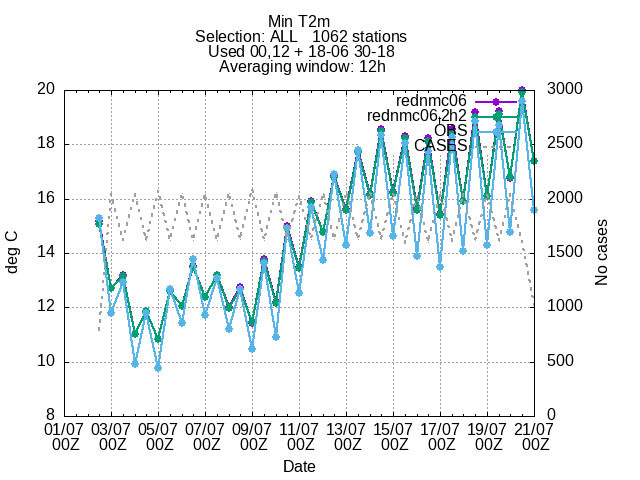 Min T2m
Selection: ALL   1062 stations
Used 00,12 + 18-06 30-18
Averaging window: 12h
rednmc06
rednmc06.2h2
OBS
CASES
deg C
No cases
20
18
16
14
12
10
8
3000
2500
2000
1500
1000
500
0
01/07 03/07 05/07 07/07 09/07 11/07 13/07 15/07 17/07 19/07 21/07
00Z 00Z 00Z 00Z 00Z 00Z 00Z 00Z 00Z 00Z 00Z
Date